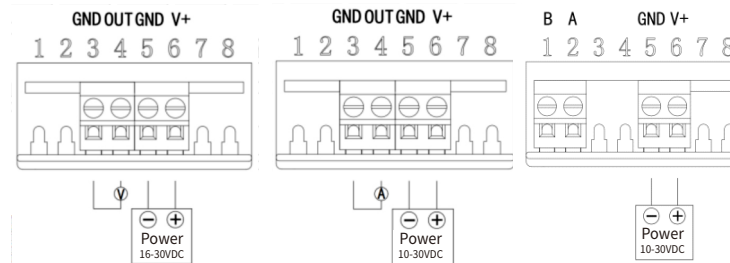 GND OUT GND V+
1 2 3 4 5 6 7 8
V
− +
Power
16-30VDC
GND OUT GND V+
1 2 3 4 5 6 7 8
A
− +
Power
10-30VDC
B A GND V+
1 2 3 4 5 6 7 8
− +
Power
10-30VDC